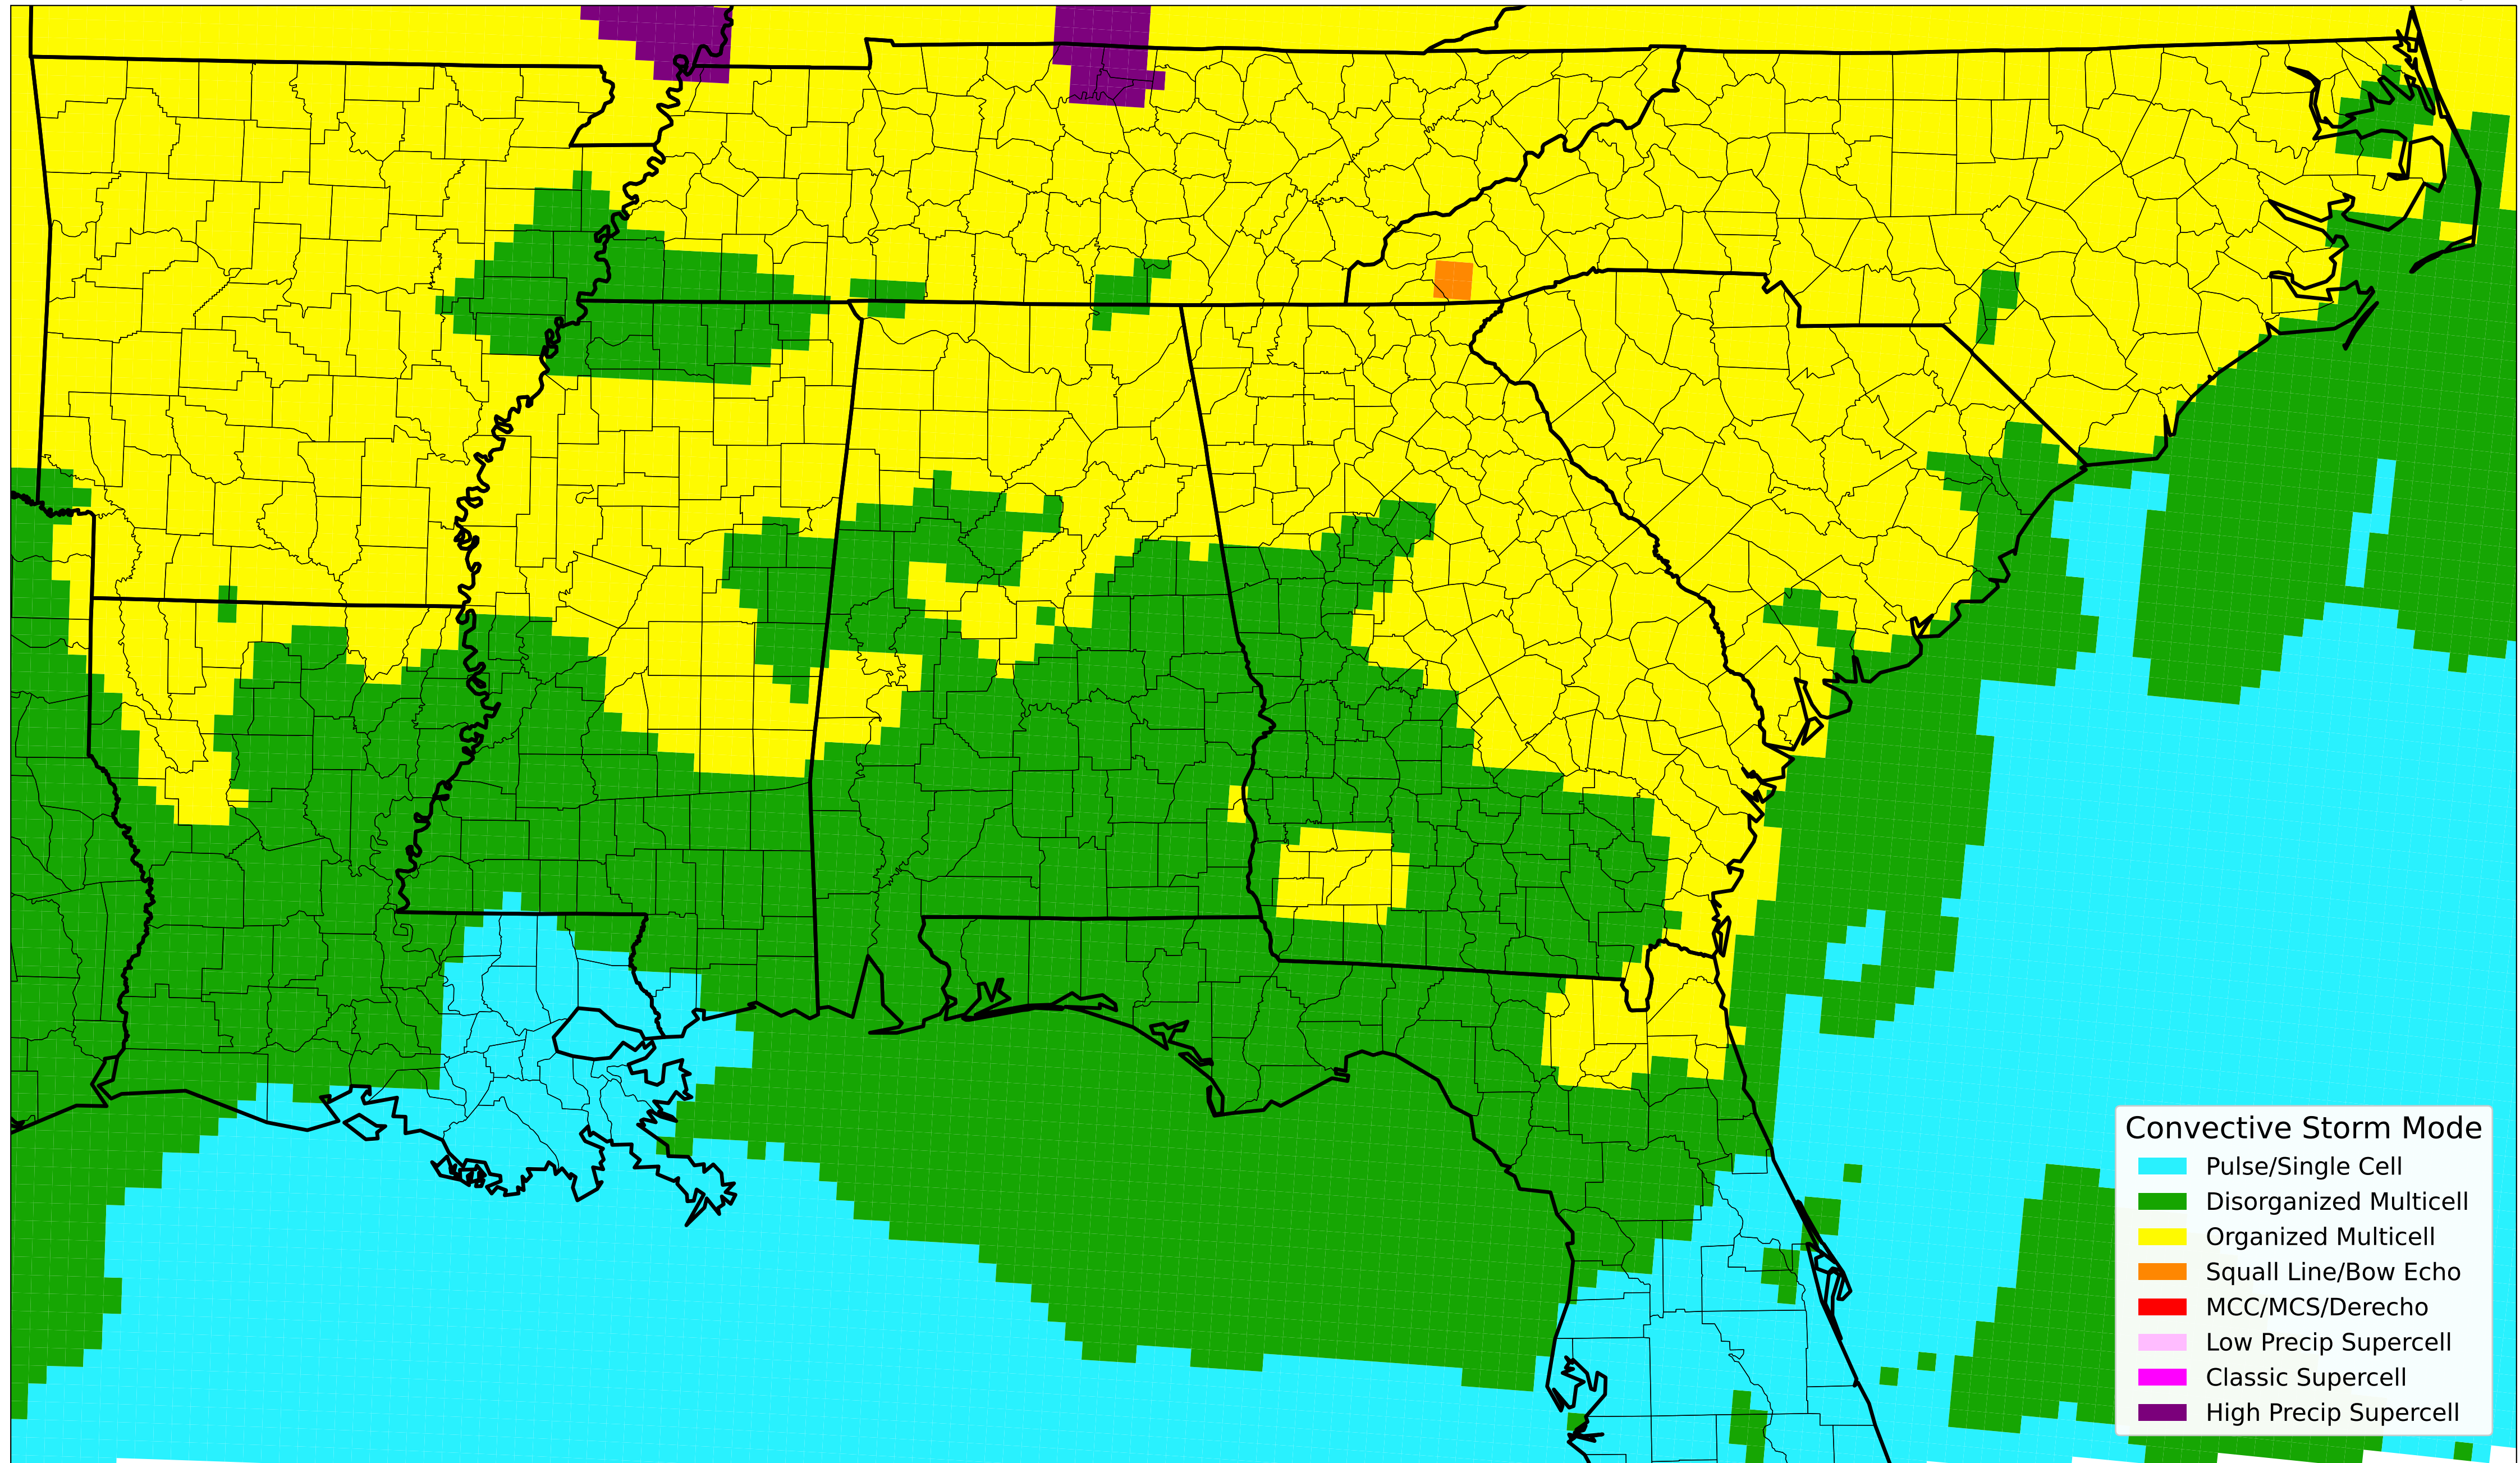 Convective Storm Mode
Pulse/Single Cell
Disorganized Multicell
Organized Multicell
Squall Line/Bow Echo
MCC/MCS/Derecho
Low Precip Supercell
Classic Supercell
High Precip Supercell